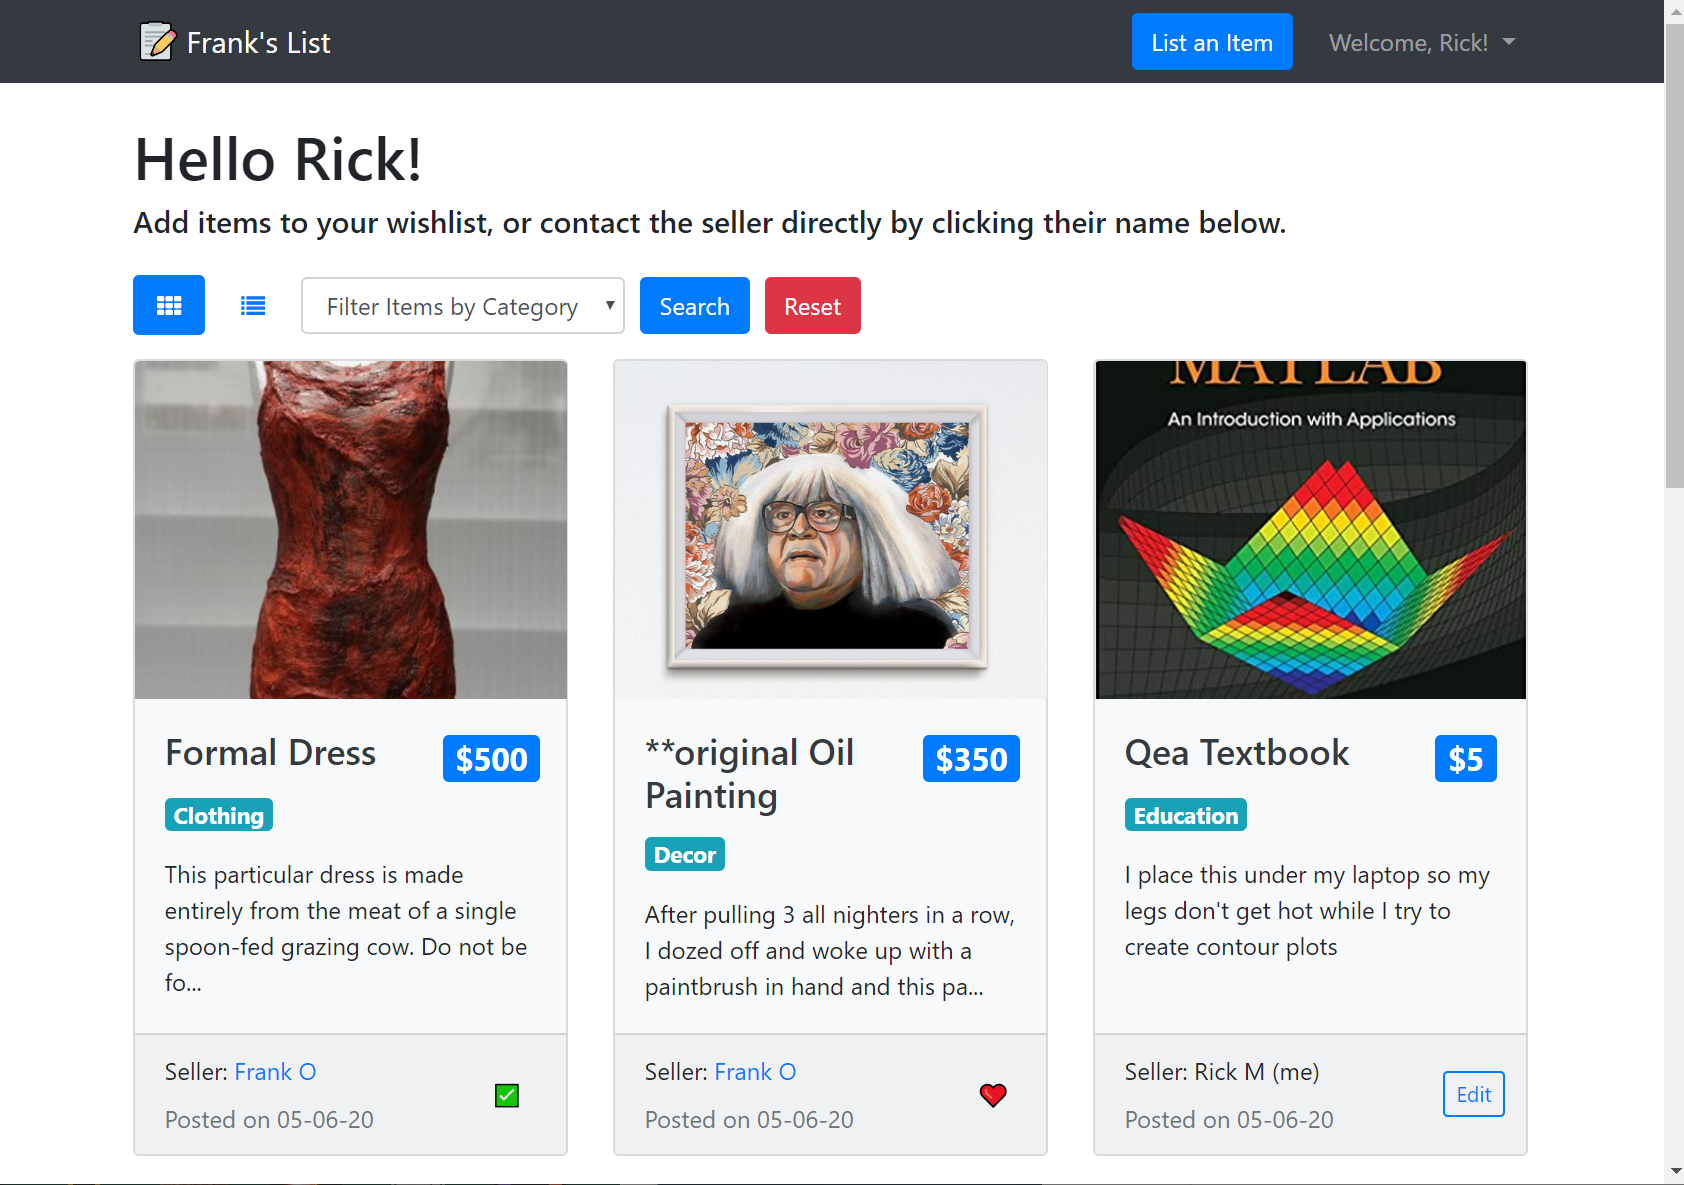 Frank's List
List an Item
Welcome, Rick!
Hello Rick!
Add items to your wishlist, or contact the seller directly by clicking their name below.
Filter Items by Category
Search
Reset
MATLAB
An Introduction with Applications
Formal Dress
$500
Clothing
This particular dress is made
entirely from the meat of a single
spoon-fed grazing cow. Do not be
fo...
Seller: Frank O
Posted on 05-06-20
**original Oil
Painting
$350
Decor
After pulling 3 all nighters in a row,
I dozed off and woke up with a
paintbrush in hand and this pa...
Seller: Frank O
Posted on 05-06-20
Qea Textbook
$5
Education
I place this under my laptop so my
legs don't get hot while I try to
create contour plots
Seller: Rick M (me)
Posted on 05-06-20
Edit